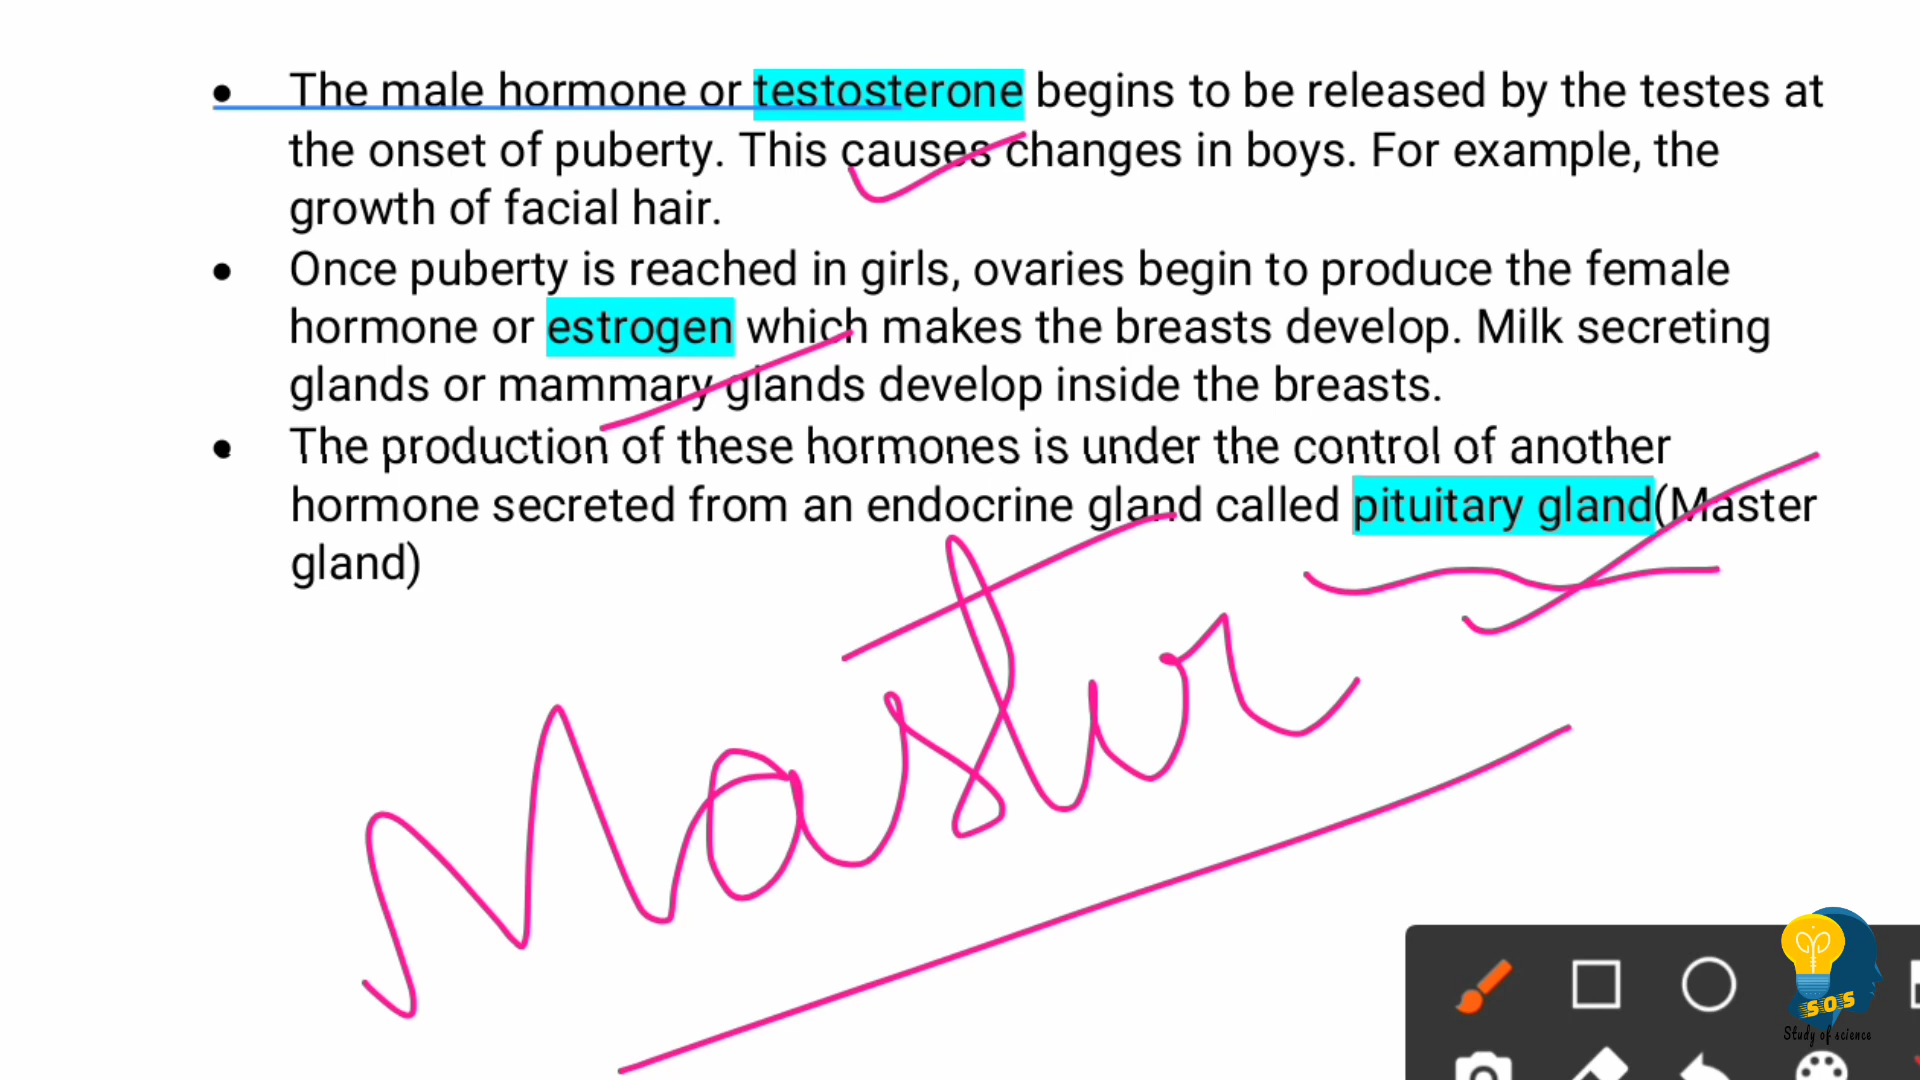 • The male hormone or testosterone begins to be released by the testes at
the onset of puberty. This causes changes in boys. For example, the
growth of facial hair.
• Once puberty is reached in girls, ovaries begin to produce the female
hormone or estrogen which makes the breasts develop. Milk secreting
glands or mammary glands develop inside the breasts.
• The production of these hormones is under the control of another
hormone secreted from an endocrine gland called pituitary gland(Master
gland)
Master
SOS
Study of science